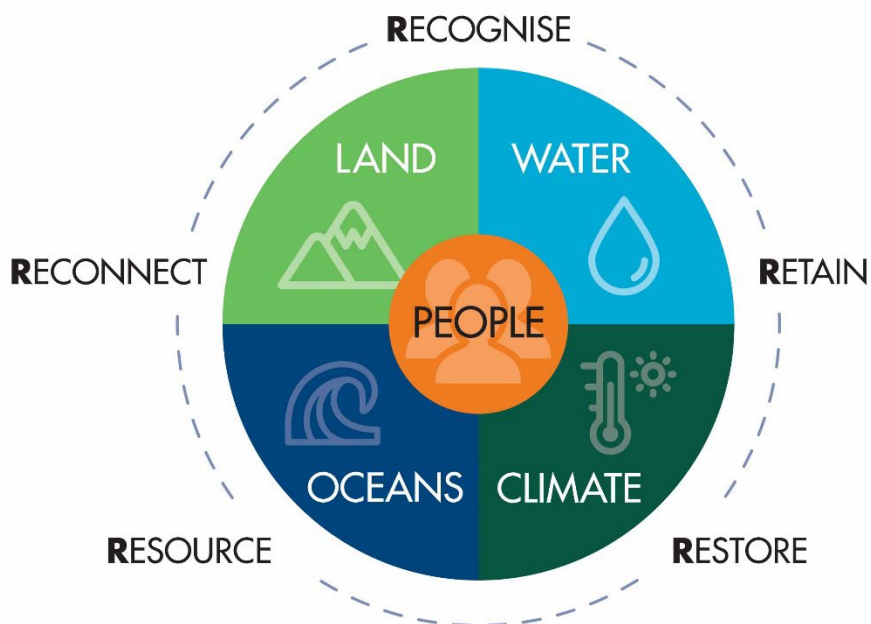 RECOGNISE
LAND
WATER
RECONNECT
RETAIN
PEOPLE
OCEANS
CLIMATE
RESOURCE
RESTORE